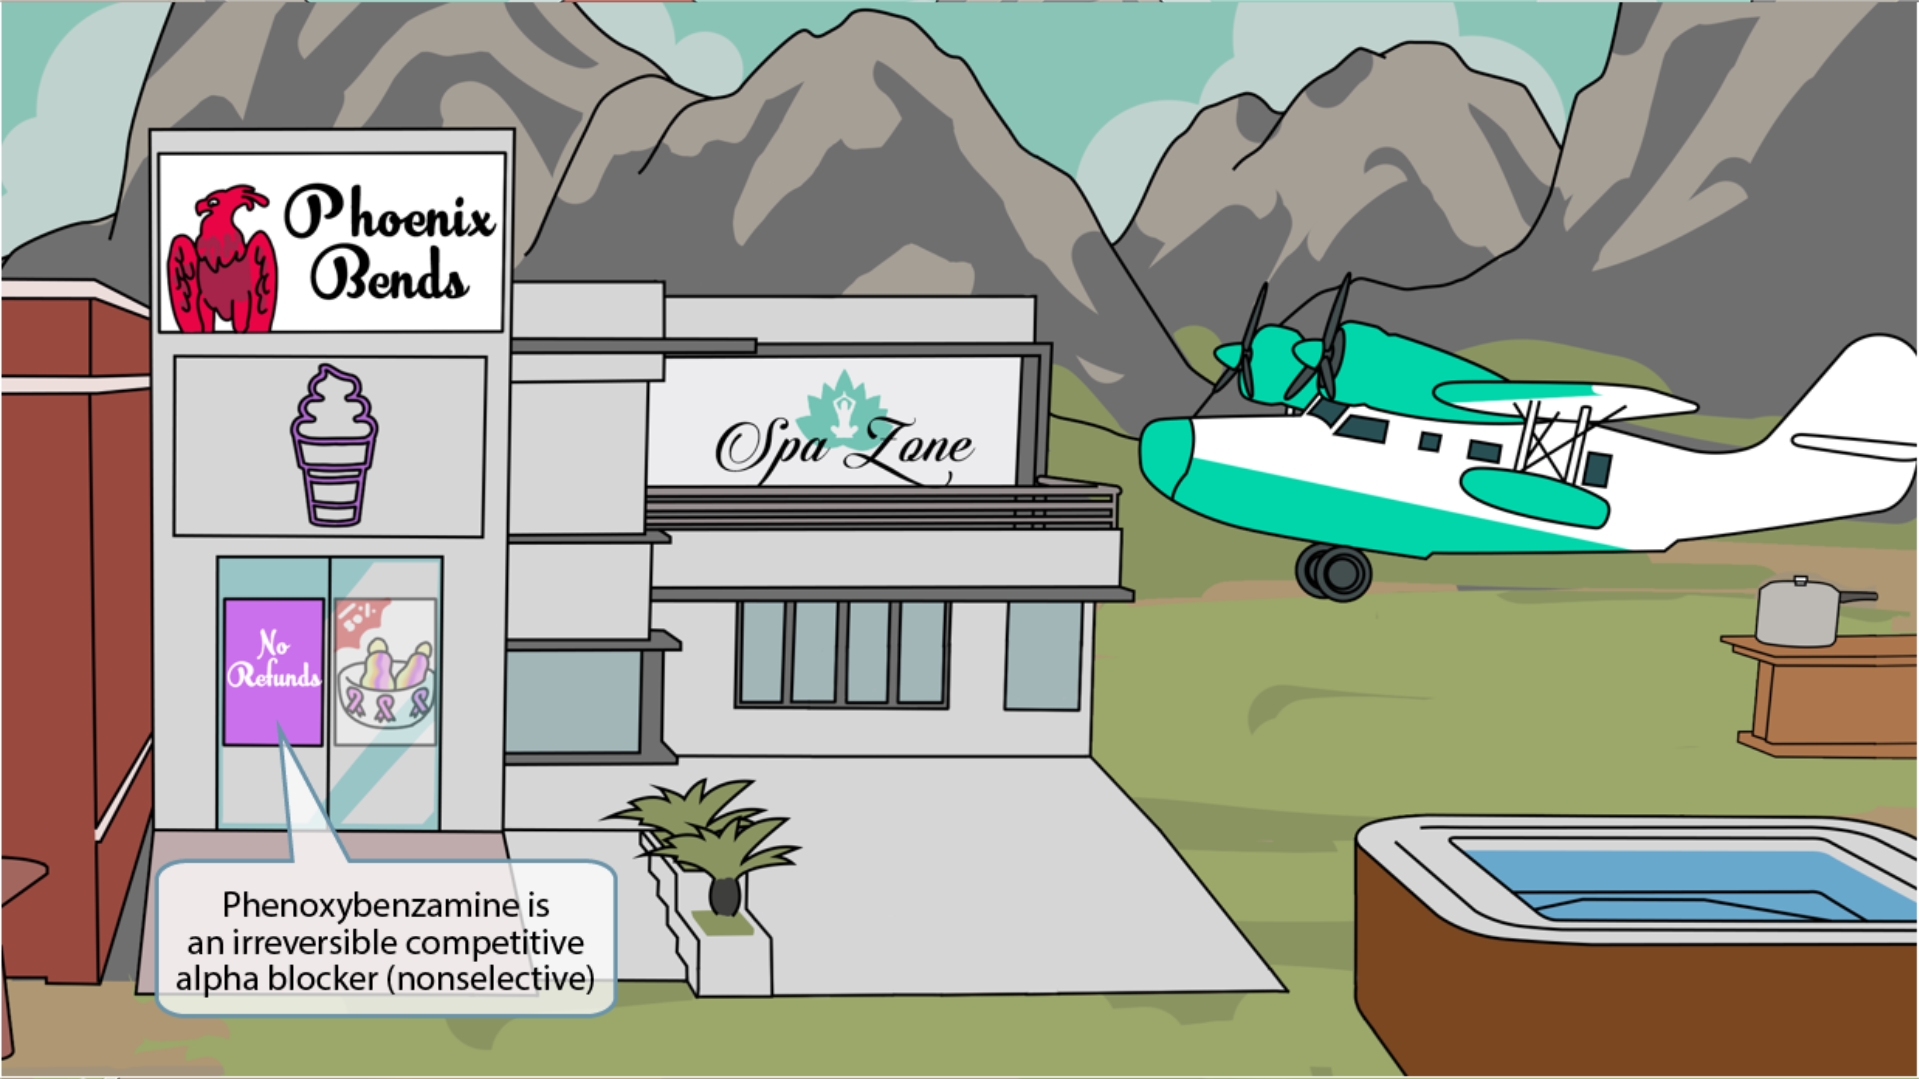 Phoenix
Bends
Spa Zone
No
Refunds
Phenoxybenzamine is
an irreversible competitive
alpha blocker (nonselective)